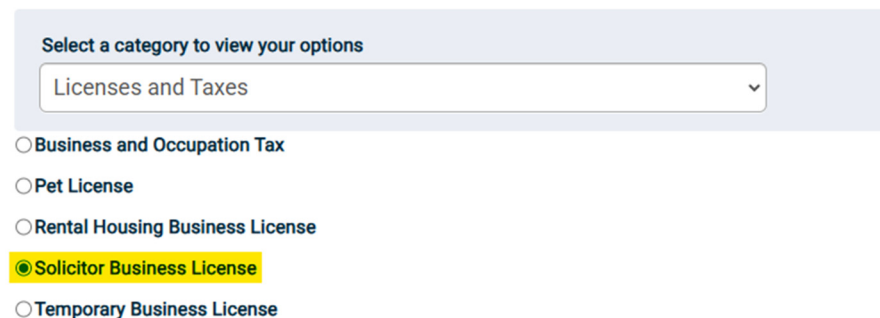 Select a category to view your options
Licenses and Taxes
Business and Occupation Tax
Pet License
Rental Housing Business License
Solicitor Business License
Temporary Business License